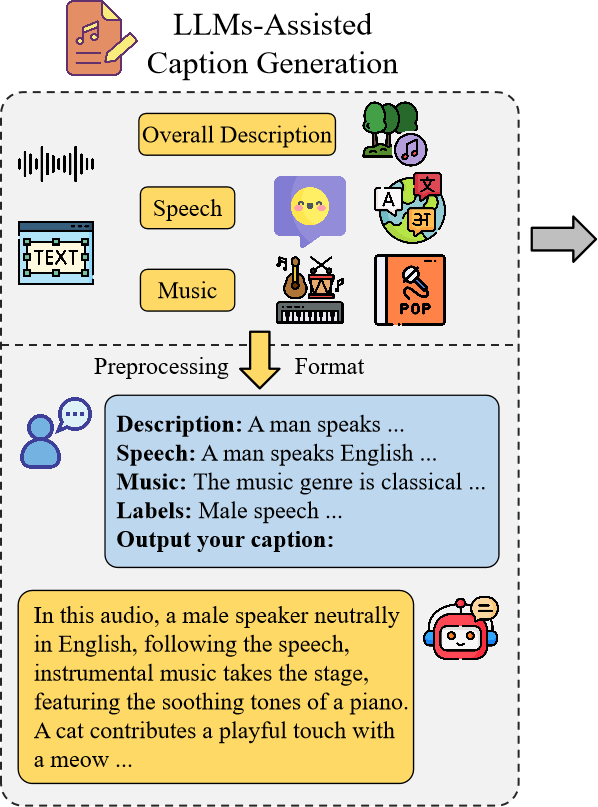 LLMs-Assisted
Caption Generation
Overall Description
Speech
A
文
अ
TEXT
Music
POP
Preprocessing Format
Description: A man speaks ...
Speech: A man speaks English ...
Music: The music genre is classical ...
Labels: Male speech ...
Output your caption:
In this audio, a male speaker neutrally
in English, following the speech,
instrumental music takes the stage,
featuring the soothing tones of a piano.
A cat contributes a playful touch with
a meow ...